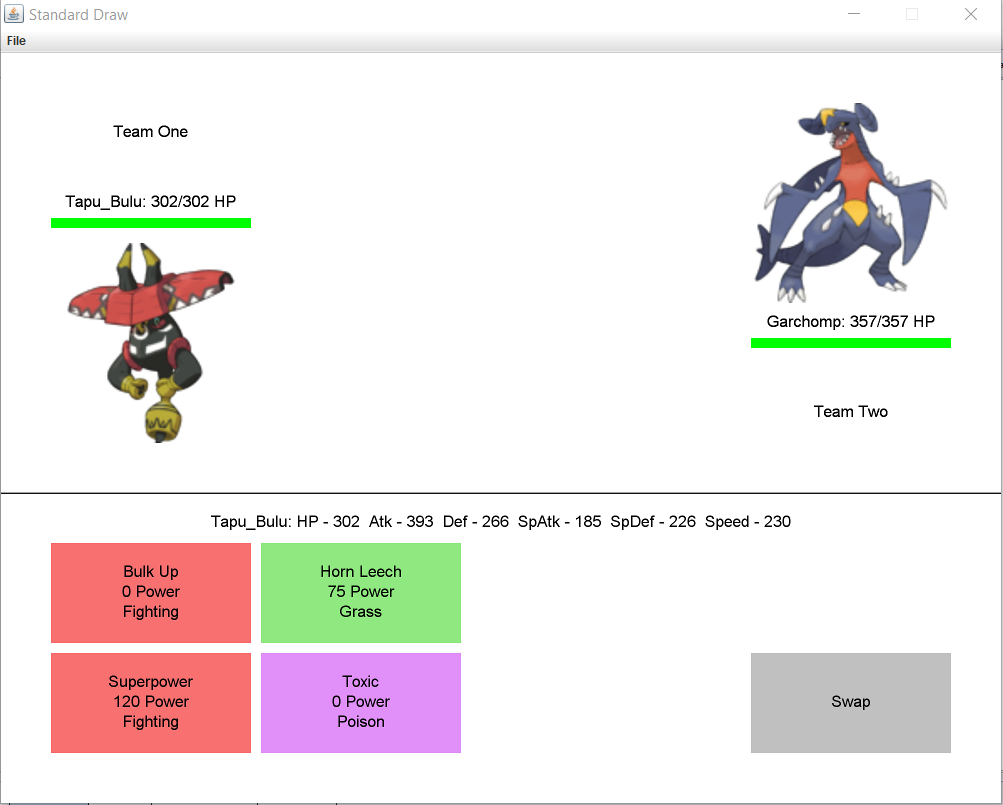 Standard Draw
File
Team One
Tapu_Bulu: 302/302 HP
Garchomp: 357/357 HP
Team Two
Tapu_Bulu: HP - 302  Atk - 393  Def - 266  SpAtk - 185  SpDef - 226  Speed - 230
Bulk Up
0 Power
Fighting
Horn Leech
75 Power
Grass
Superpower
120 Power
Fighting
Toxic
0 Power
Poison
Swap